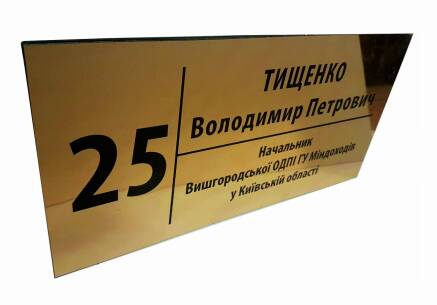 25
ТИЩЕНКО
Володимир Петрович
Начальник
Вишгородської ОДПІ ГУ Міндоходів
у Київській області